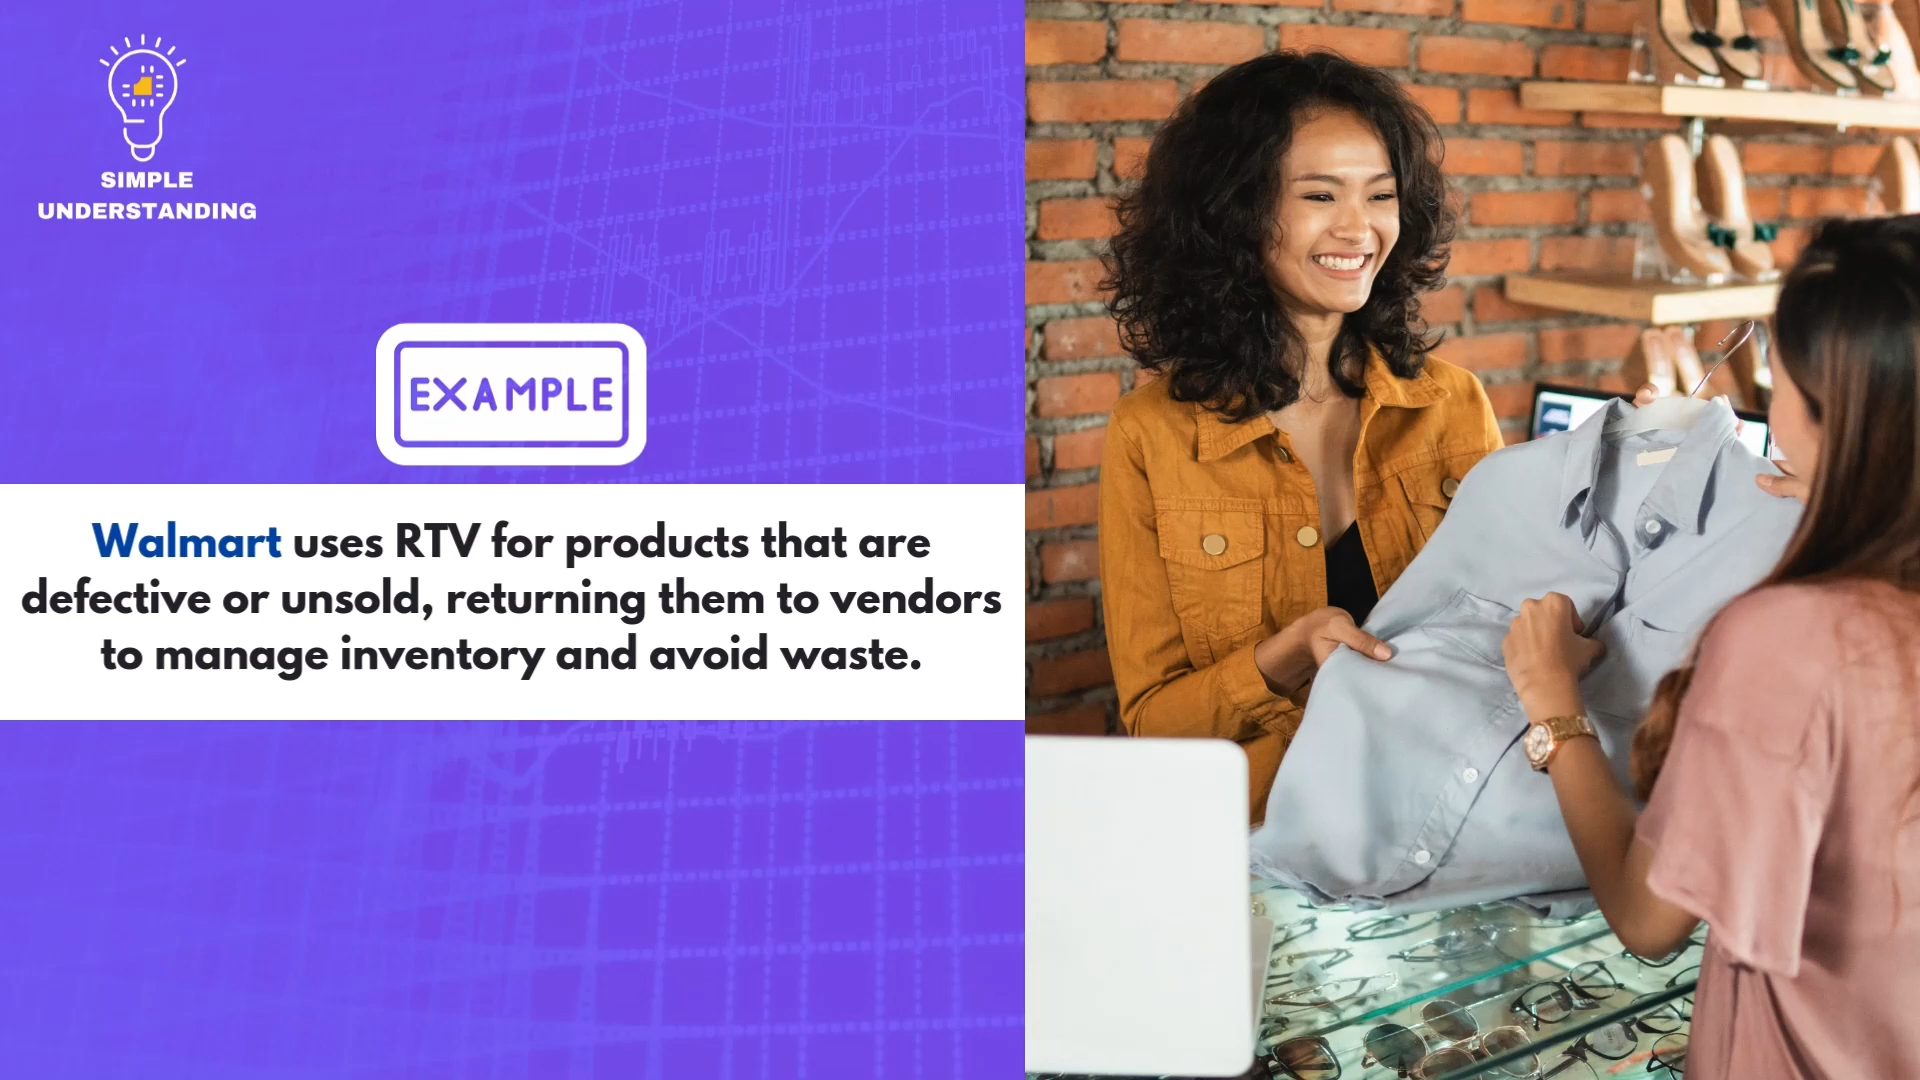 SIMPLE
UNDERSTANDING
EXAMPLE
Walmart uses RTV for products that are
defective or unsold, returning them to vendors
to manage inventory and avoid waste.